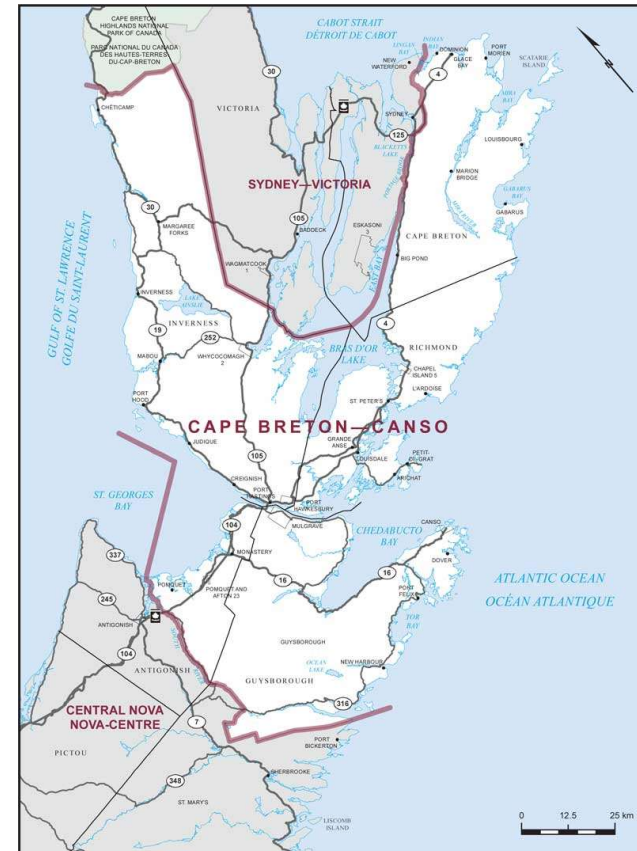 CAPE BRETON
HIGHLANDS NATIONAL
PARK OF CANADA
PARC NATIONAL DU CANADA
DES HAUTES-TERRES
DU-CAP-BRETON
CABOT STRAIT
DÉTROIT DE CABOT
LINGAN
BAY
INDIAN
BAY
DOMINION
GLACE
BAY
PORT
MORIEN
SCATARIE
ISLAND
NEW
WATERFORD
N
30
4
CHÉTICAMP
VICTORIA
MIRA
BAY
SYDNEY
125
BLACKETTS
LAKE
LOUISBOURG
SYDNEY—VICTORIA
MARION
BRIDGE
GABARUS
BAY
GABARUS
30
MARGAREE
FORKS
105
BADDECK
ESKASONI
3
CAPE BRETON
WAGMATCOOK
1
EAST BAY
BIG POND
GULF OF ST. LAWRENCE
GOLFE DU SAINT-LAURENT
INVERNESS
LAKE
AINSLIE
INVERNESS
19
252
4
MABOU
WHYCOCOMAGH
2
BRAS D'OR
LAKE
RICHMOND
CHAPEL
ISLAND 5
L'ARDOISE
PORT
HOOD
ST. PETER'S
CAPE BRETON—CANSO
JUDIQUE
GRANDE
ANSE
LOUISDALE
PETIT-
DE-GRAT
105
ARICHAT
CREIGNISH
PORT
HASTINGS
PORT
HAWKESBURY
ST. GEORGES
BAY
MULGRAVE
104
CHEDABUCTO
BAY
CANSO
337
MONASTERY
DOVER
16
16
POMQUET
POMQUET AND
AFTON 23
PORT
FELIX
ATLANTIC OCEAN
OCÉAN ATLANTIQUE
245
TOR
BAY
ANTIGONISH
104
GUYSBOROUGH
ANTIGONISH
OCEAN
LAKE
NEW HARBOUR
GUYSBOROUGH
316
CENTRAL NOVA
NOVA-CENTRE
7
PICTOU
PORT
BICKERTON
348
SHERBROOKE
ST. MARY'S
LISCOMB
ISLAND
0 12.5 25 km